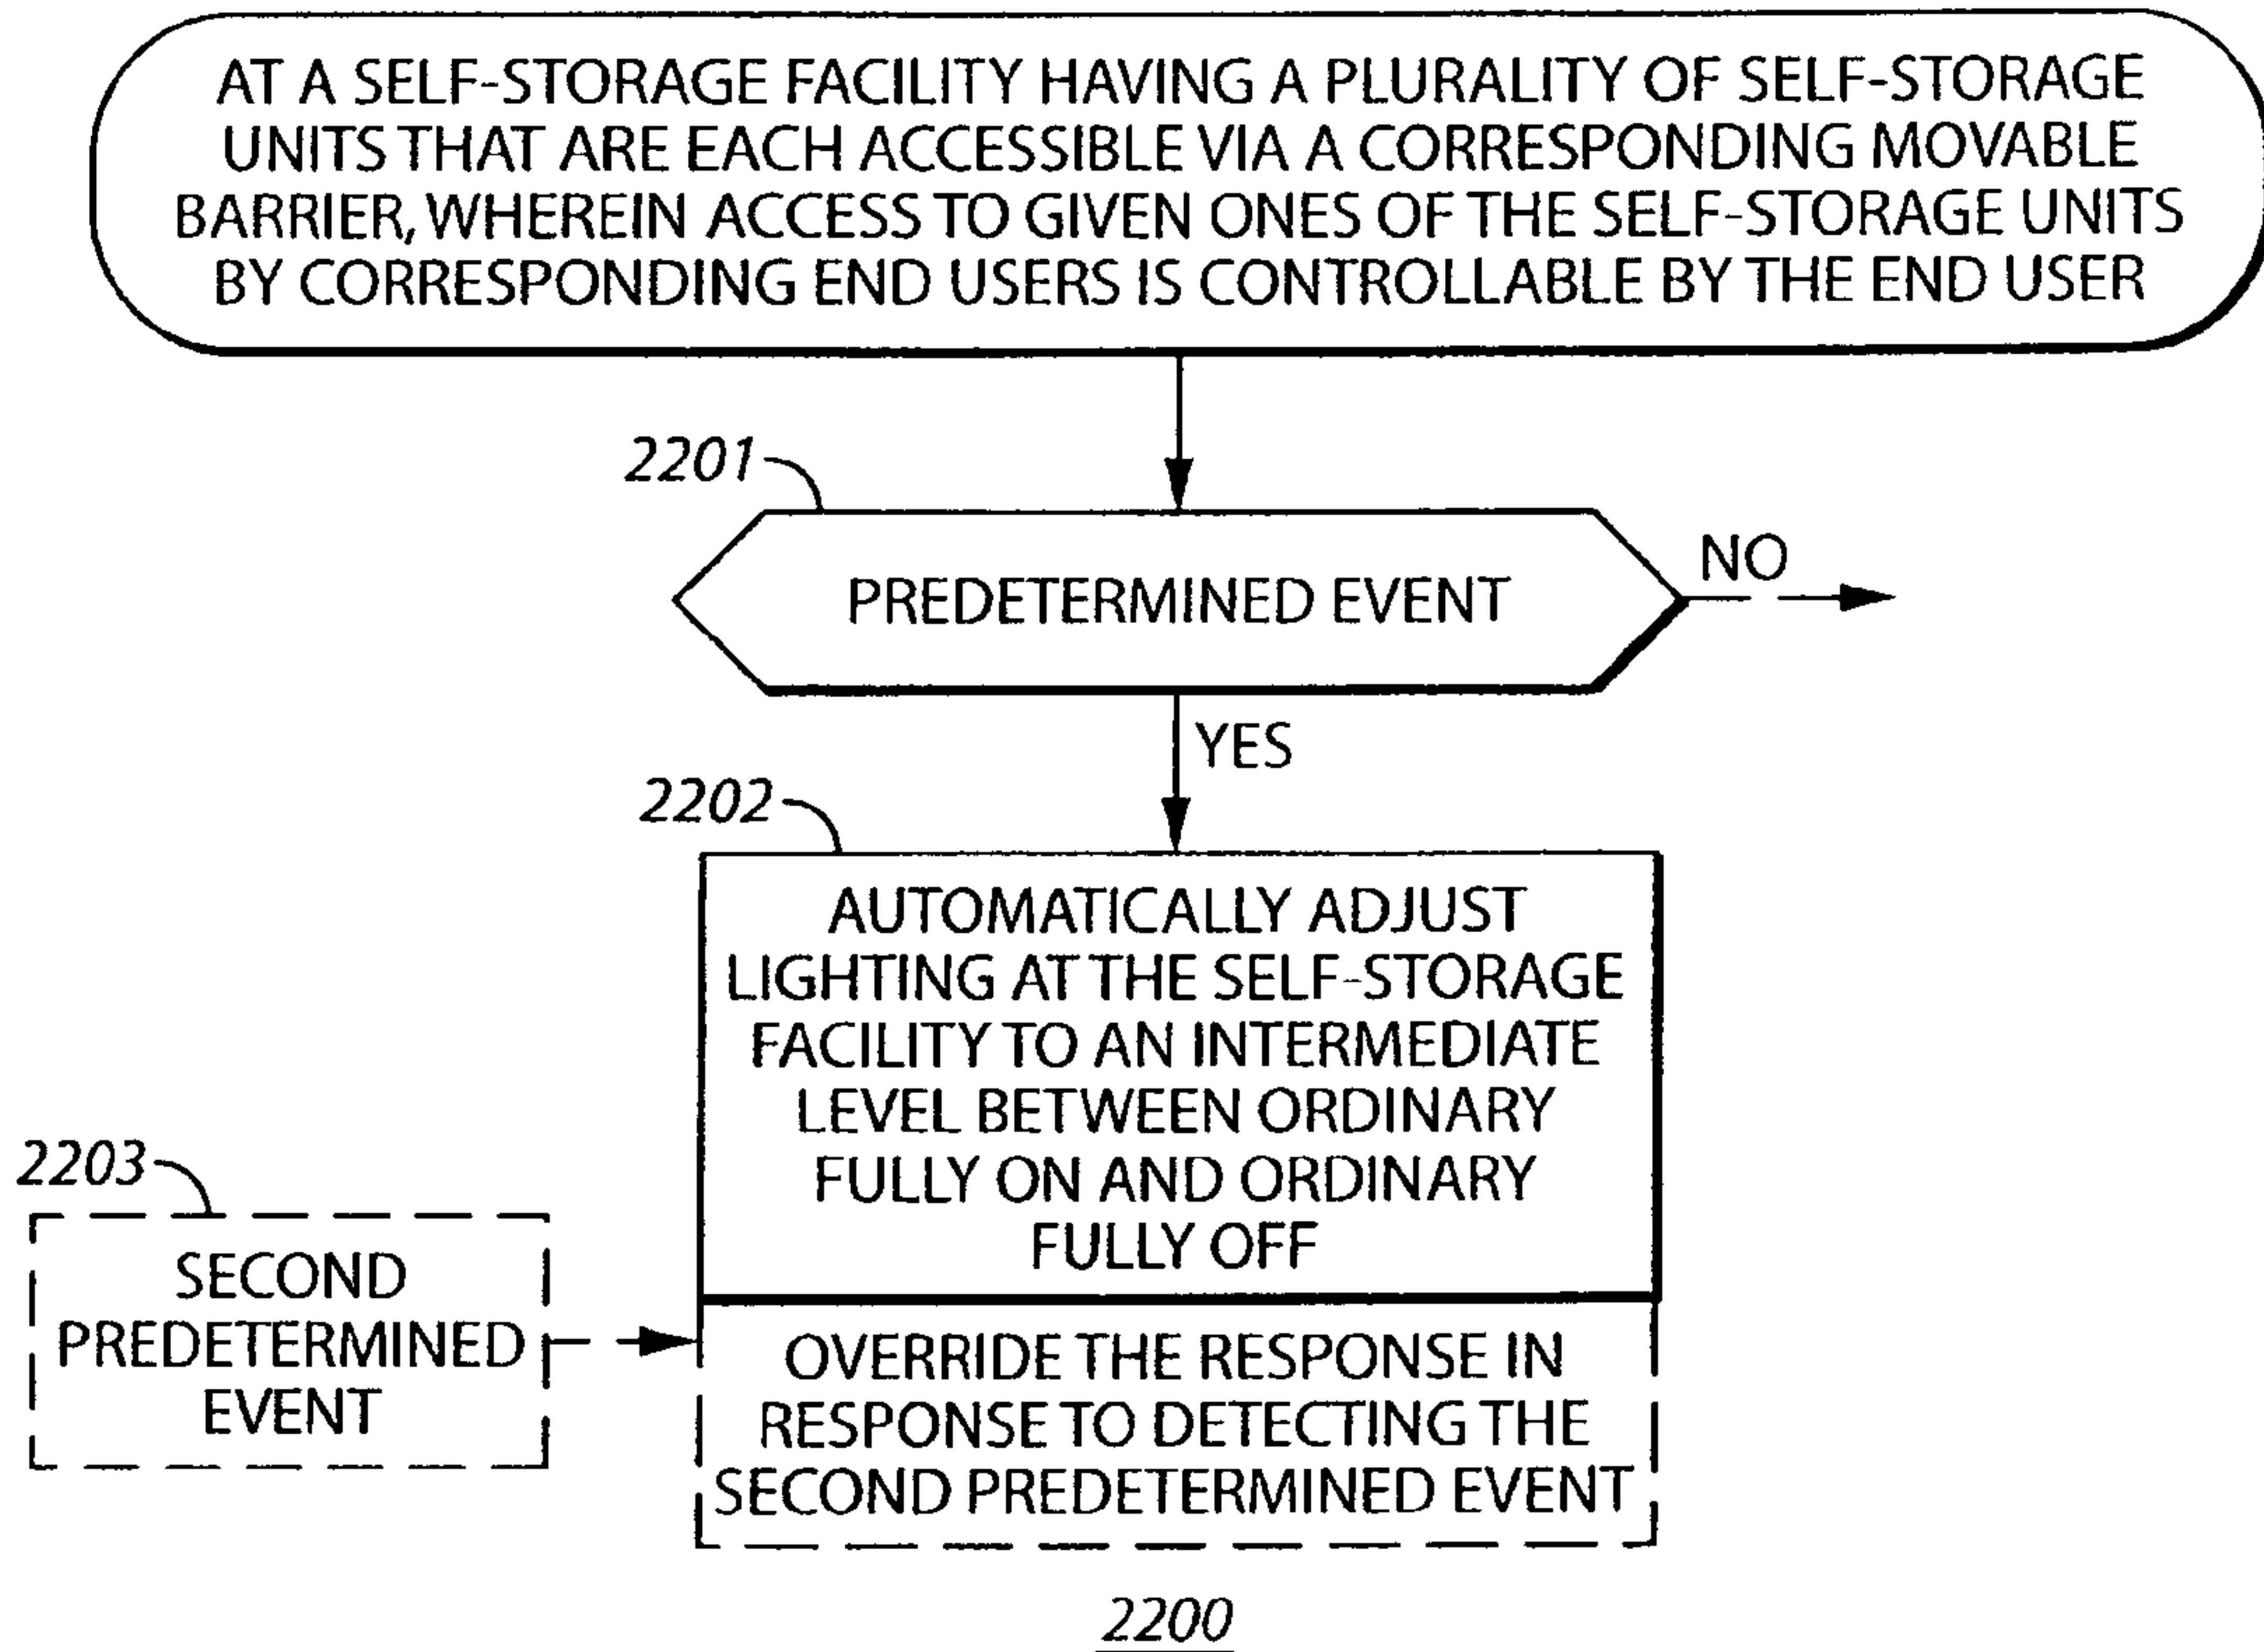 AT A SELF-STORAGE FACILITY HAVING A PLURALITY OF SELF-STORAGE
UNITS THAT ARE EACH ACCESSIBLE VIA A CORRESPONDING MOVABLE
BARRIER, WHEREIN ACCESS TO GIVEN ONES OF THE SELF-STORAGE UNITS
BY CORRESPONDING END USERS IS CONTROLLABLE BY THE END USER
2201
PREDETERMINED EVENT
NO
YES
2202
AUTOMATICALLY ADJUST
LIGHTING AT THE SELF-STORAGE
FACILITY TO AN INTERMEDIATE
LEVEL BETWEEN ORDINARY
FULLY ON AND ORDINARY
FULLY OFF
2203
SECOND
PREDETERMINED
EVENT
OVERRIDE THE RESPONSE IN
RESPONSE TO DETECTING THE
SECOND PREDETERMINED EVENT
2200